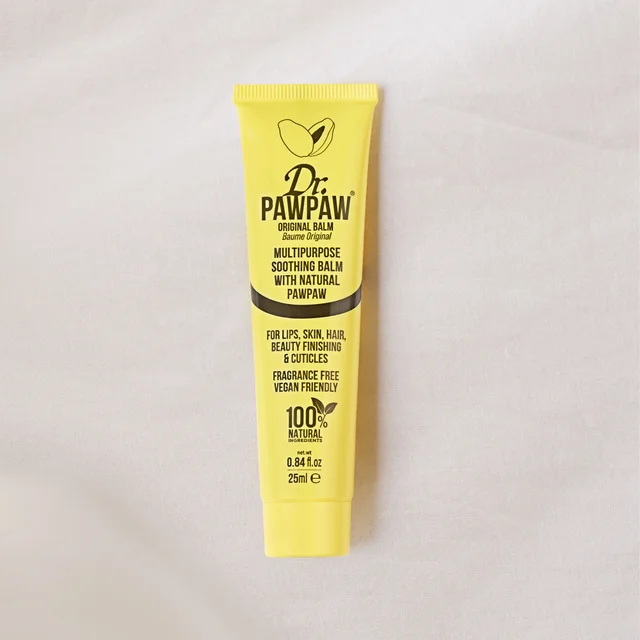 Dr.
PAWPAW®
ORIGINAL BALM
Baume Original
MULTIPURPOSE
SOOTHING BALM
WITH NATURAL
PAWPAW
FOR LIPS, SKIN, HAIR,
BEAUTY FINISHING
& CUTICLES
FRAGRANCE FREE
VEGAN FRIENDLY
100%
NATURAL
INGREDIENTS
net wt
0.84 fl.oz
25ml ℮